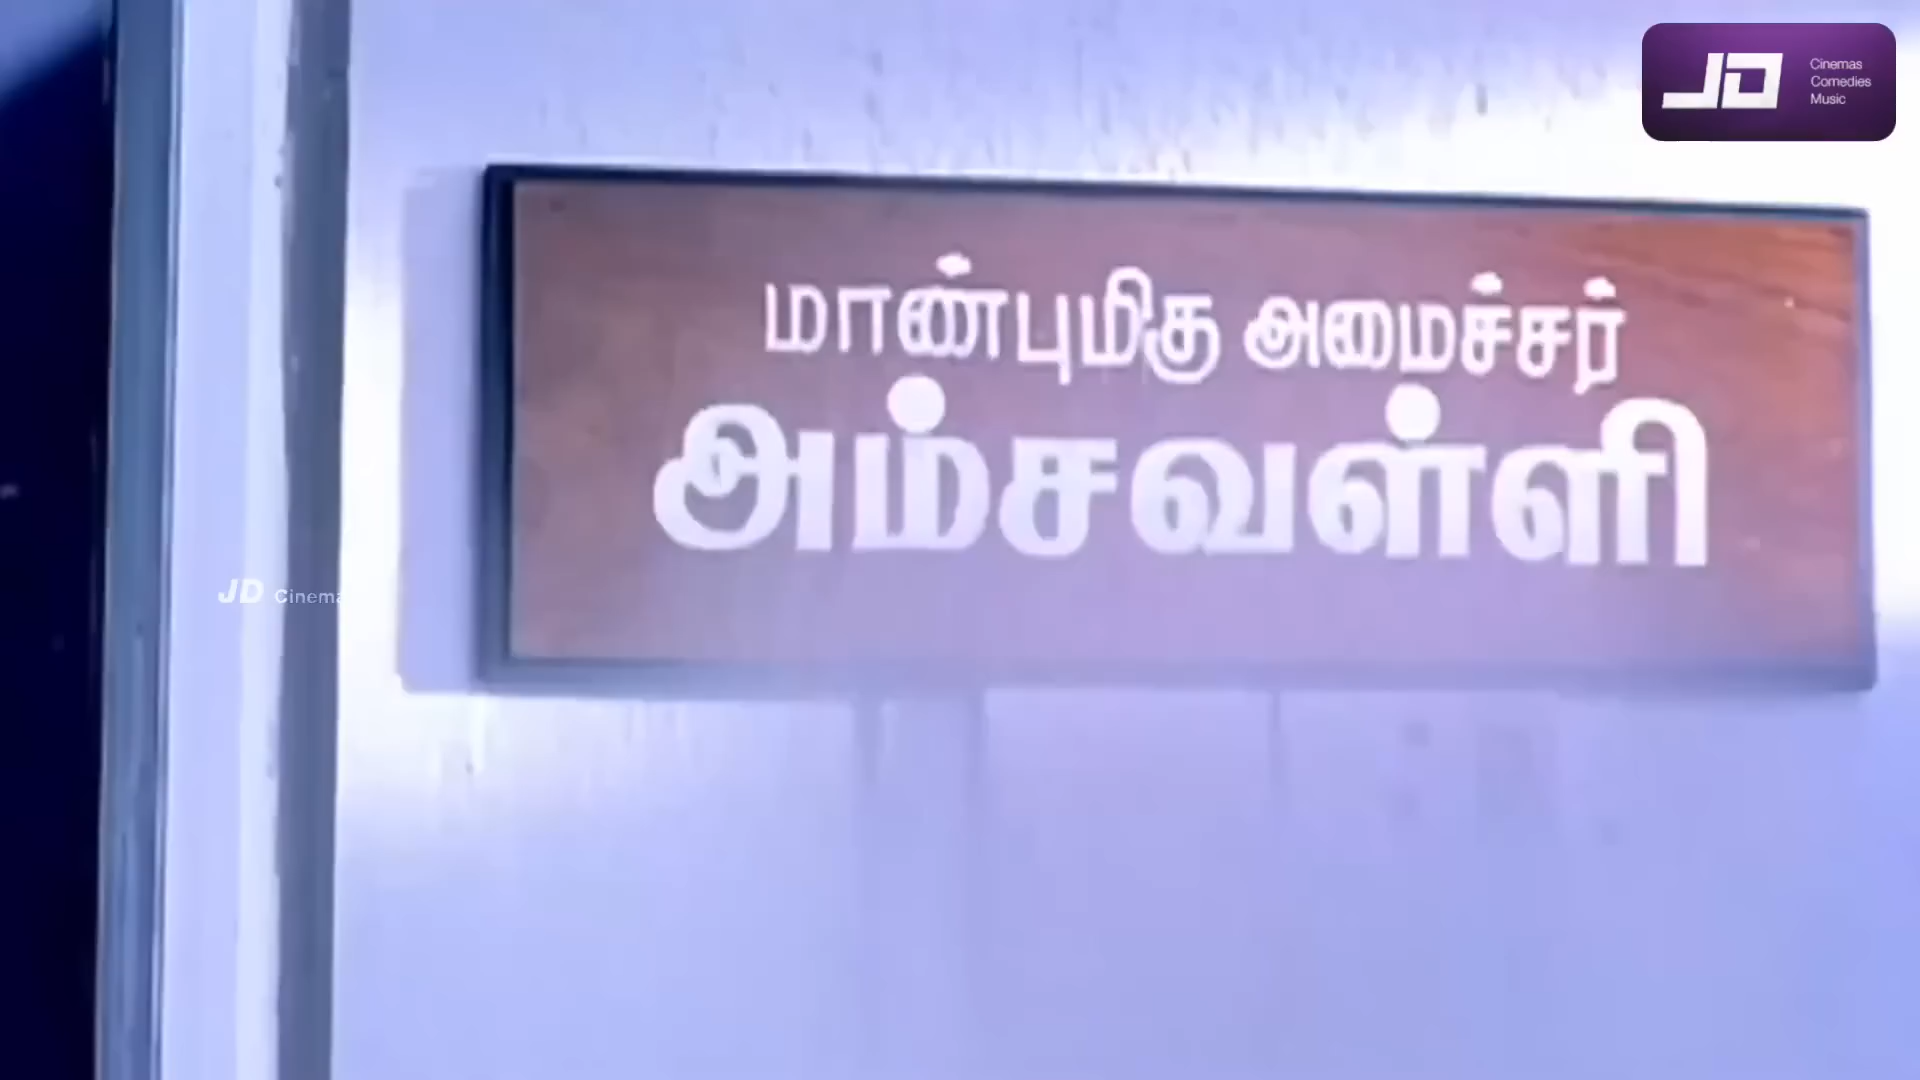 JD Cinemas
Comedies
Music
மாண்புமிகு அமைச்சர்
அம்சவள்ளி
JD Cinema